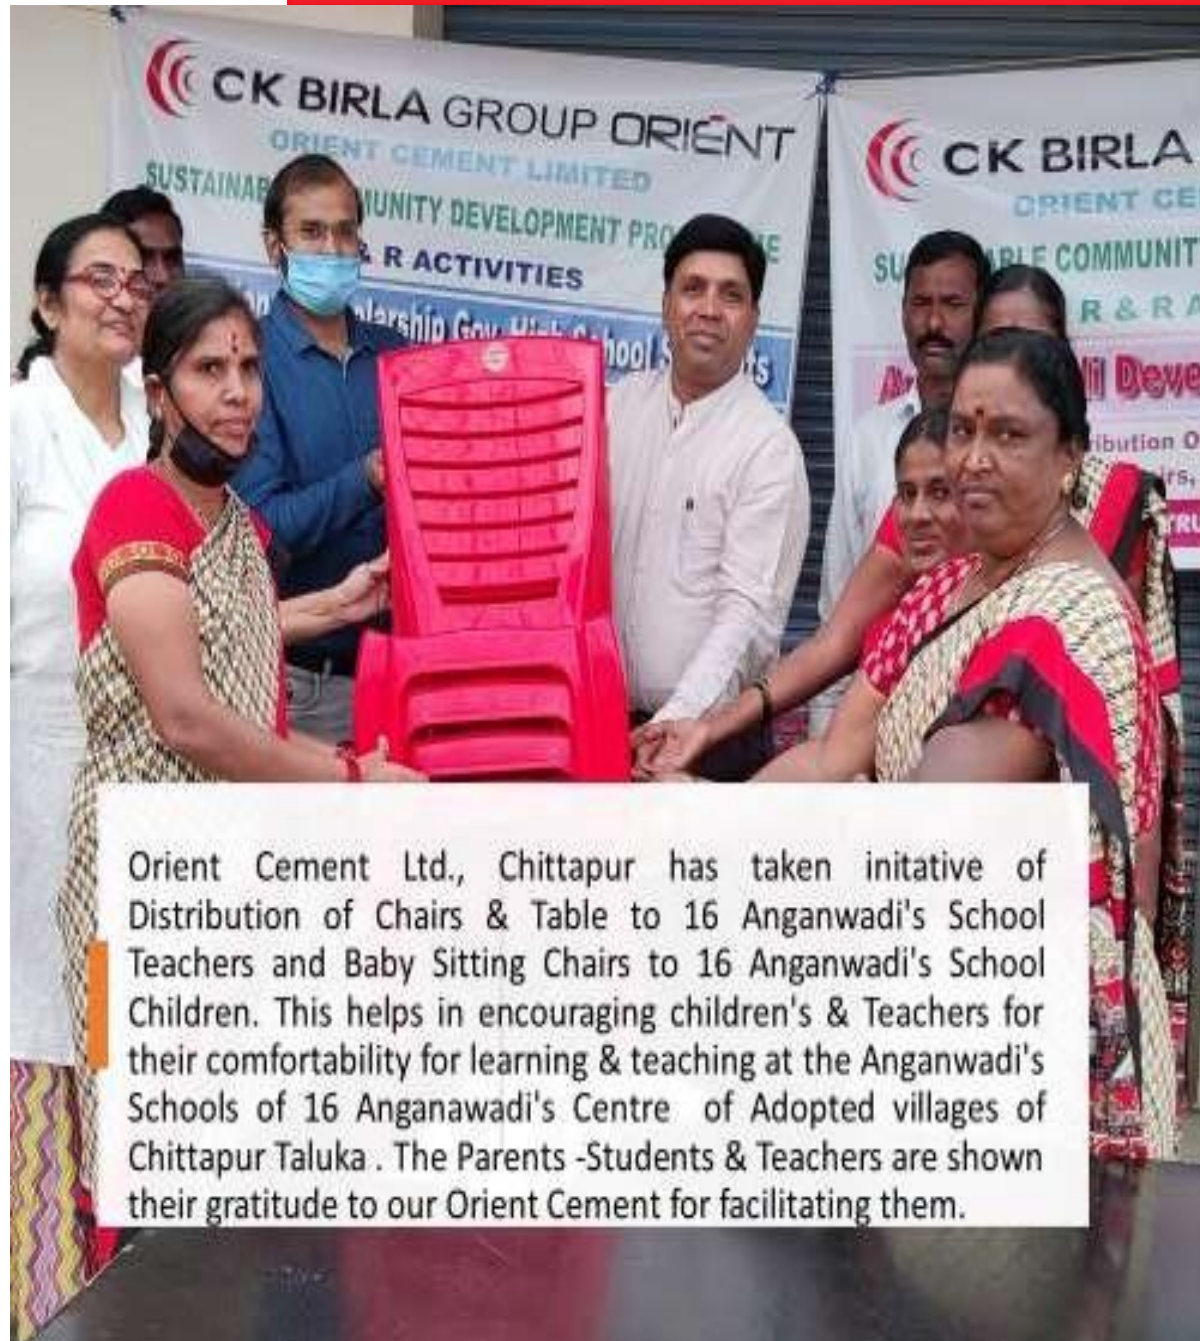 CK BIRLA GROUP ORIENT
ORIENT CEMENT LIMITED
DEVELOPMENT
& R ACTIVITIES
Gov. High School
CK BIRLA
ORIENT
COMMUNIT
R & R
Orient Cement Ltd., Chittapur has taken initative of
Distribution of Chairs & Table to 16 Anganwadi's School
Teachers and Baby Sitting Chairs to 16 Anganwadi's School
Children. This helps in encouraging children's & Teachers for
their comfortability for learning & teaching at the Anganwadi's
Schools of 16 Anganawadi's Centre of Adopted villages of
Chittapur Taluka . The Parents -Students & Teachers are shown
their gratitude to our Orient Cement for facilitating them.